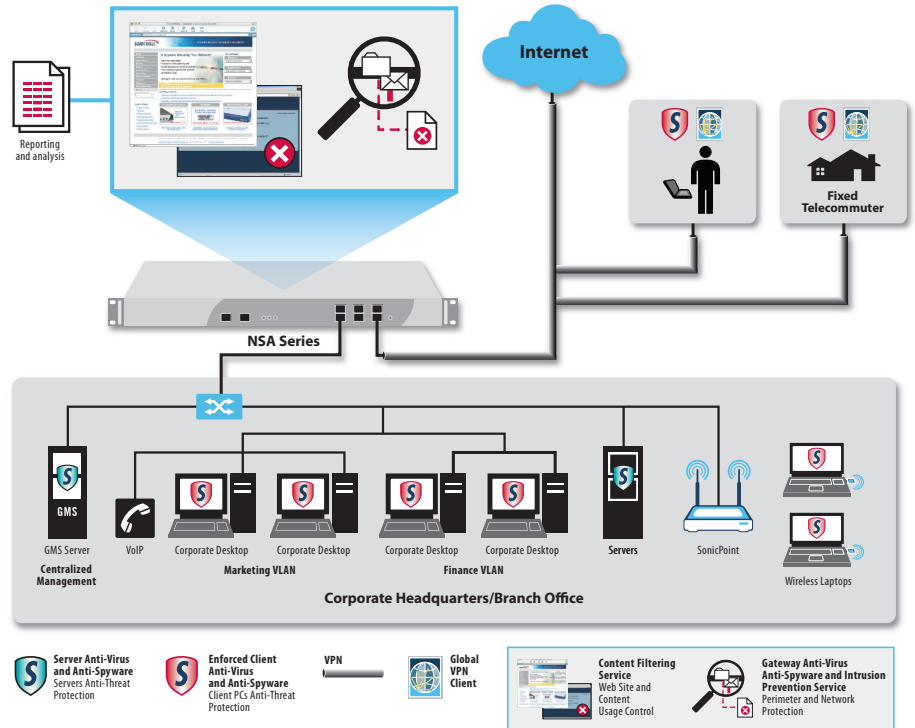 Internet
SONICWALL
Reporting
and analysis
Fixed
Telecommuter
NSA Series
GMS
GMS Server
Centralized
Management
VoIP
Corporate Desktop
Corporate Desktop
Marketing VLAN
Corporate Desktop
Corporate Desktop
Finance VLAN
Servers
SonicPoint
Wireless Laptops
Corporate Headquarters/Branch Office
Server Anti-Virus
and Anti-Spyware
Servers Anti-Threat
Protection
Enforced Client
Anti-Virus
and Anti-Spyware
Client PCs Anti-Threat
Protection
VPN
Global
VPN
Client
Content Filtering
Service
Web Site and
Content
Usage Control
Gateway Anti-Virus
Anti-Spyware and Intrusion
Prevention Service
Perimeter and Network
Protection